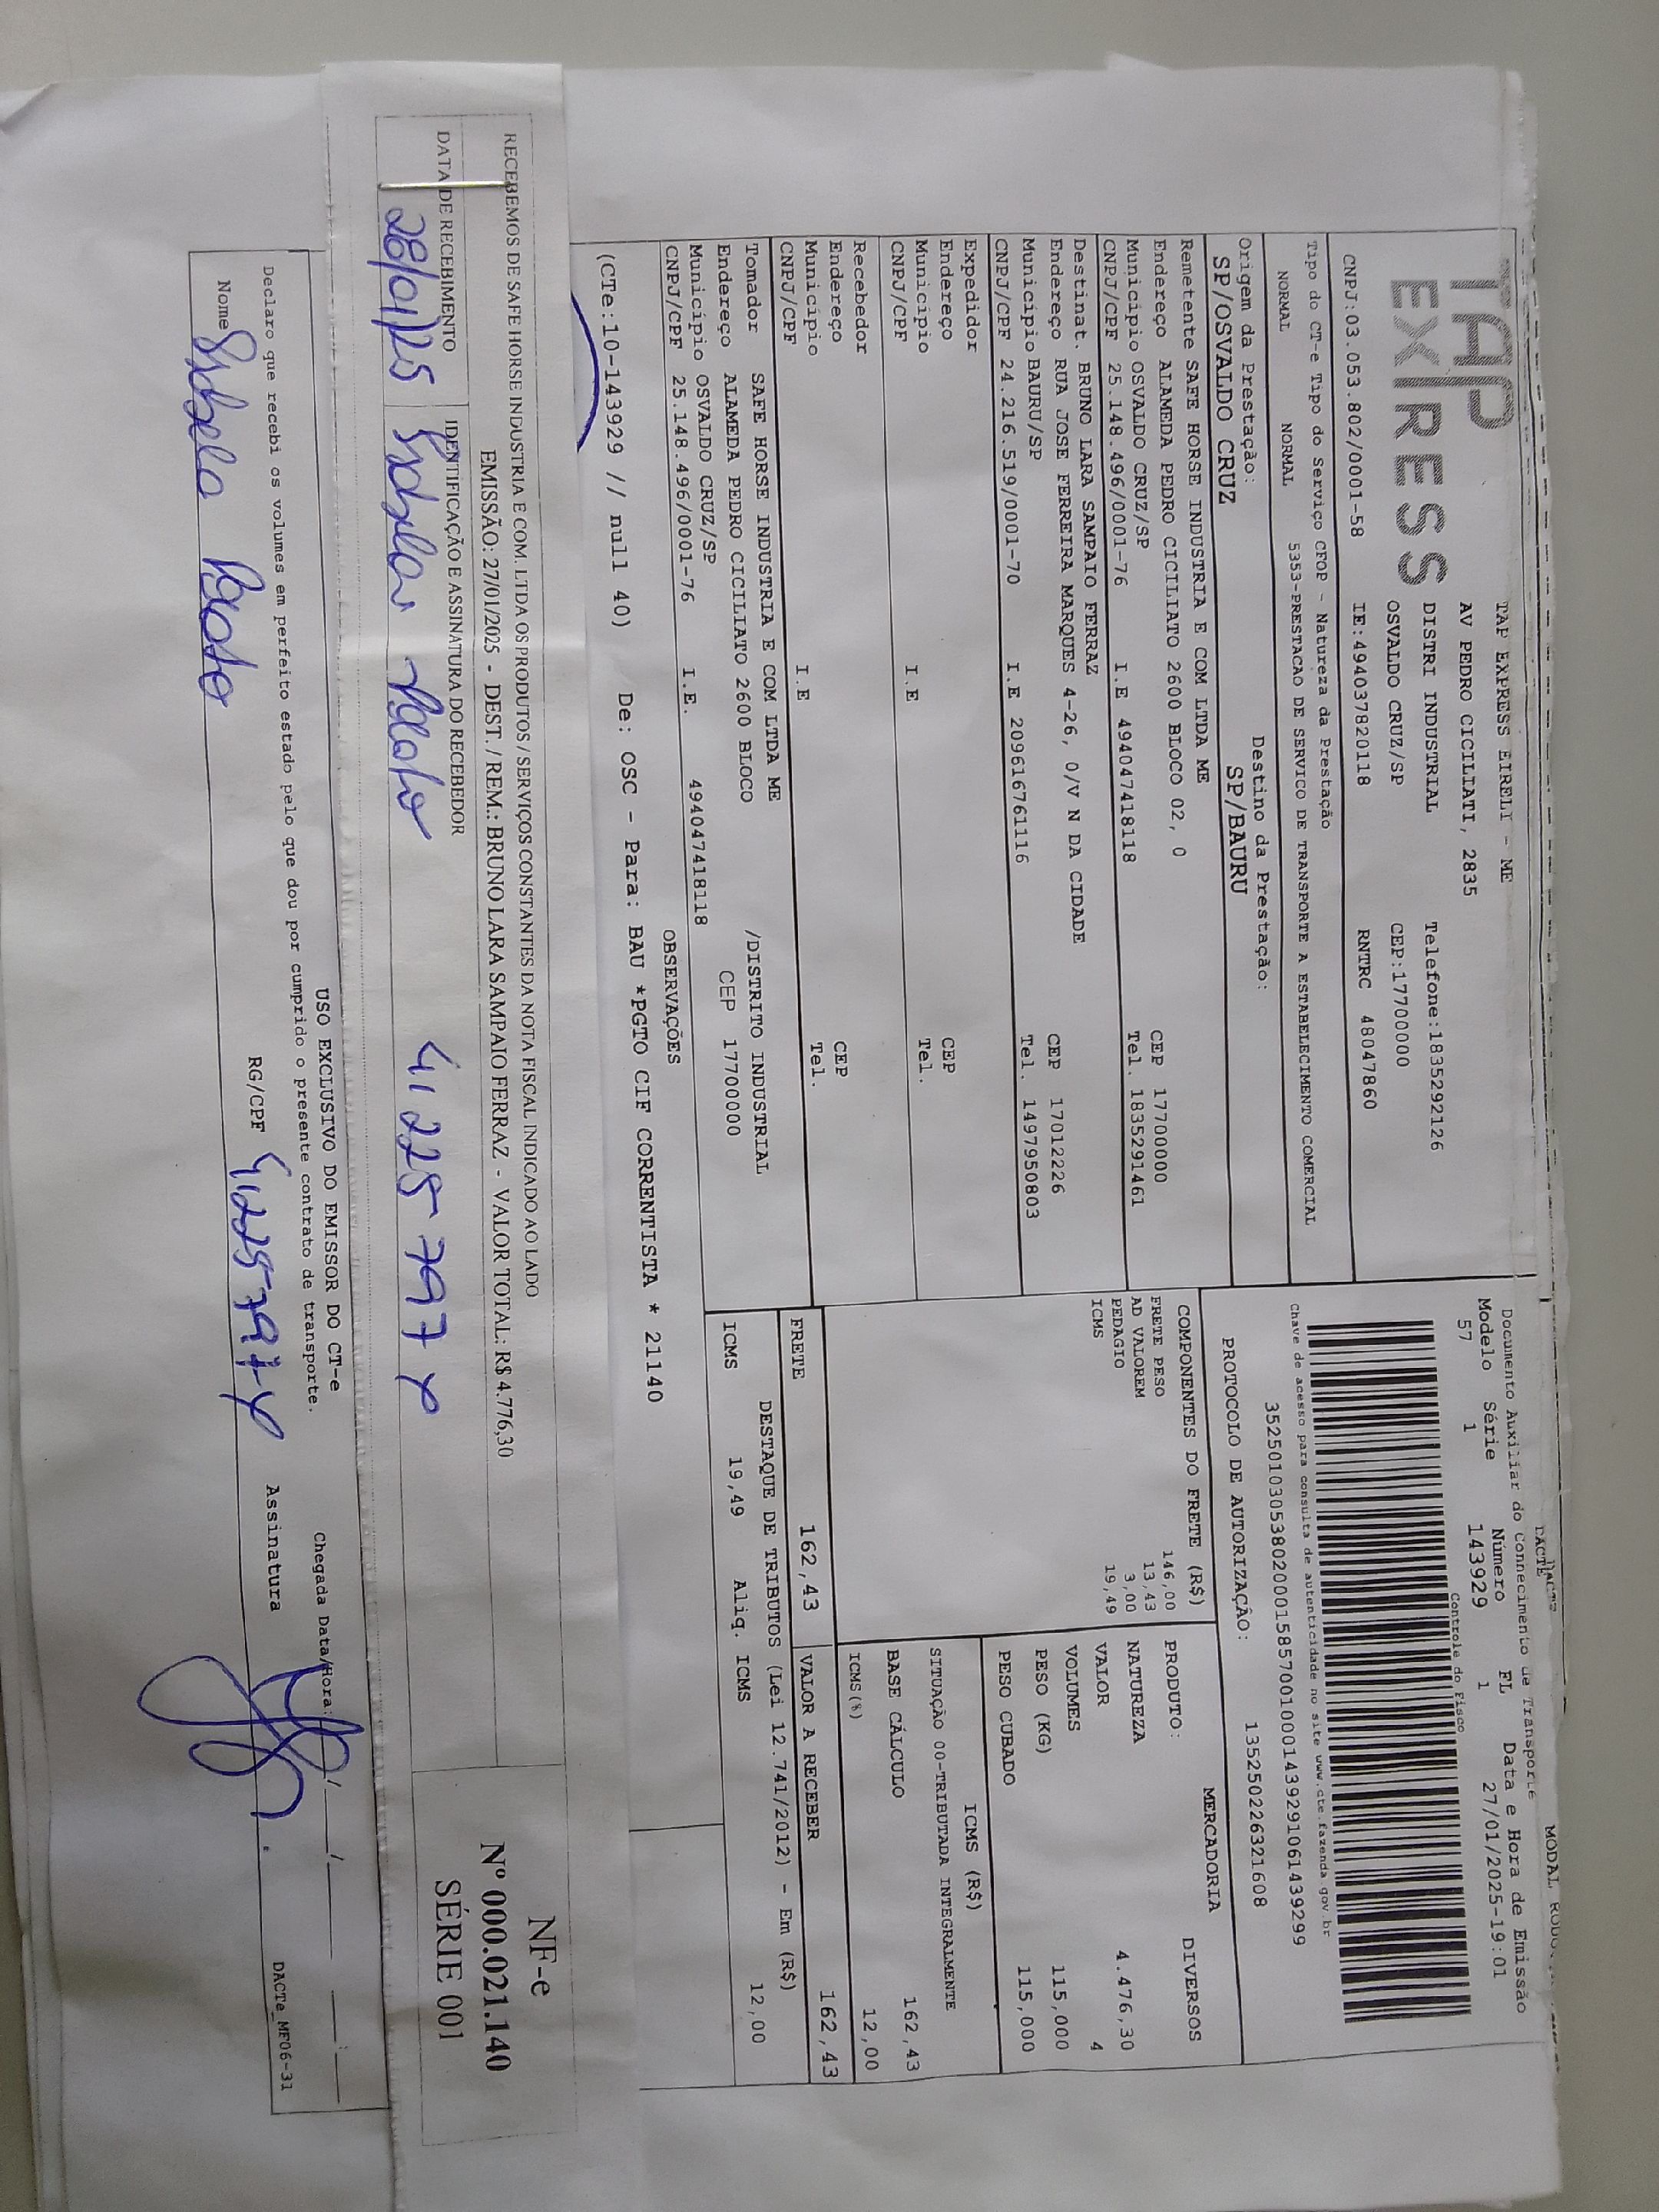 TAP
EXPRESS
TAP EXPRESS EIRELI - ME
AV PEDRO CICILIATI, 2835
DISTRI INDUSTRIAL Telefone:1835292126
OSVALDO CRUZ/SP CEP:17700000
CNPJ:03.053.802/0001-58 IE:494037820118 RNTRC 48047860
Tipo do CT-e Tipo do Serviço CFOP - Natureza da Prestação
NORMAL NORMAL 5353-PRESTACAO DE SERVICO DE TRANSPORTE A ESTABELECIMENTO COMERCIAL
Origem da Prestação: Destino da Prestação:
SP/OSVALDO CRUZ SP/BAURU
Remetente SAFE HORSE INDUSTRIA E COM LTDA ME
Endereço ALAMEDA PEDRO CICILIATO 2600 BLOCO 02, 0 CEP 17700000
Municipio OSVALDO CRUZ/SP Tel. 1835291461
CNPJ/CPF 25.148.496/0001-76 I.E 494047418118
Destinat. BRUNO LARA SAMPAIO FERRAZ
Endereço RUA JOSE FERREIRA MARQUES 4-26, 0/V N DA CIDADE CEP 17012226
Municipio BAURU/SP Tel. 1497950803
CNPJ/CPF 24.216.519/0001-70 I.E 209616761116
Expedidor
Endereço CEP
Municipio Tel.
CNPJ/CPF I.E
Recebedor
Endereço CEP
Municipio Tel.
CNPJ/CPF I.E
Tomador SAFE HORSE INDUSTRIA E COM LTDA ME
Endereço ALAMEDA PEDRO CICILIATO 2600 BLOCO /DISTRITO INDUSTRIAL
Município OSVALDO CRUZ/SP CEP 17700000
CNPJ/CPF 25.148.496/0001-76 I.E. 494047418118
OBSERVAÇÕES
(CTe:10-143929 // null 40) De: OSC - Para: BAU *PGTO CIF CORRENTISTA * 21140
DACTE
MODAL
Documento Auxiliar do Conhecimento de Transporte
Modelo Série Número FL Data e Hora de Emissão
57 1 143929 1 27/01/2025-19:01
Controle do Fisco
Chave de acesso para consulta de autenticidade no site www.cte.fazenda.gov.br
35250103053802000158570010001439291061439299
PROTOCOLO DE AUTORIZAÇÃO: 135250226321608
COMPONENTES DO FRETE (R$)
FRETE PESO 146,00
AD VALOREM 13,43
PEDAGIO 3,00
ICMS 19,49
MERCADORIA
PRODUTO: DIVERSOS
NATUREZA
VALOR 4.476,30
VOLUMES 4
PESO (KG) 115,000
PESO CUBADO 115,000
ICMS (R$)
SITUAÇÃO 00-TRIBUTADA INTEGRALMENTE
BASE CÁLCULO 162,43
ICMS(%) 12,00
FRETE 162,43 VALOR A RECEBER 162,43
DESTAQUE DE TRIBUTOS (Lei 12.741/2012) - Em (R$)
ICMS 19,49 Aliq. ICMS 12,00
RECEBEMOS DE SAFE HORSE INDUSTRIA E COM. LTDA OS PRODUTOS / SERVIÇOS CONSTANTES DA NOTA FISCAL INDICADO AO LADO
EMISSÃO: 27/01/2025 - DEST. / REM.: BRUNO LARA SAMPAIO FERRAZ - VALOR TOTAL: R$ 4.776,30
DATA DE RECEBIMENTO IDENTIFICAÇÃO E ASSINATURA DO RECEBEDOR
28/01/25 41 225 797 x
NF-e
Nº 000.021.140
SÉRIE 001
USO EXCLUSIVO DO EMISSOR DO CT-e
Declaro que recebi os volumes em perfeito estado pelo que dou por cumprido o presente contrato de transporte.
Chegada Data/Hora: / / :
Nome RG/CPF 41225797x Assinatura
DACTe_MF06-31